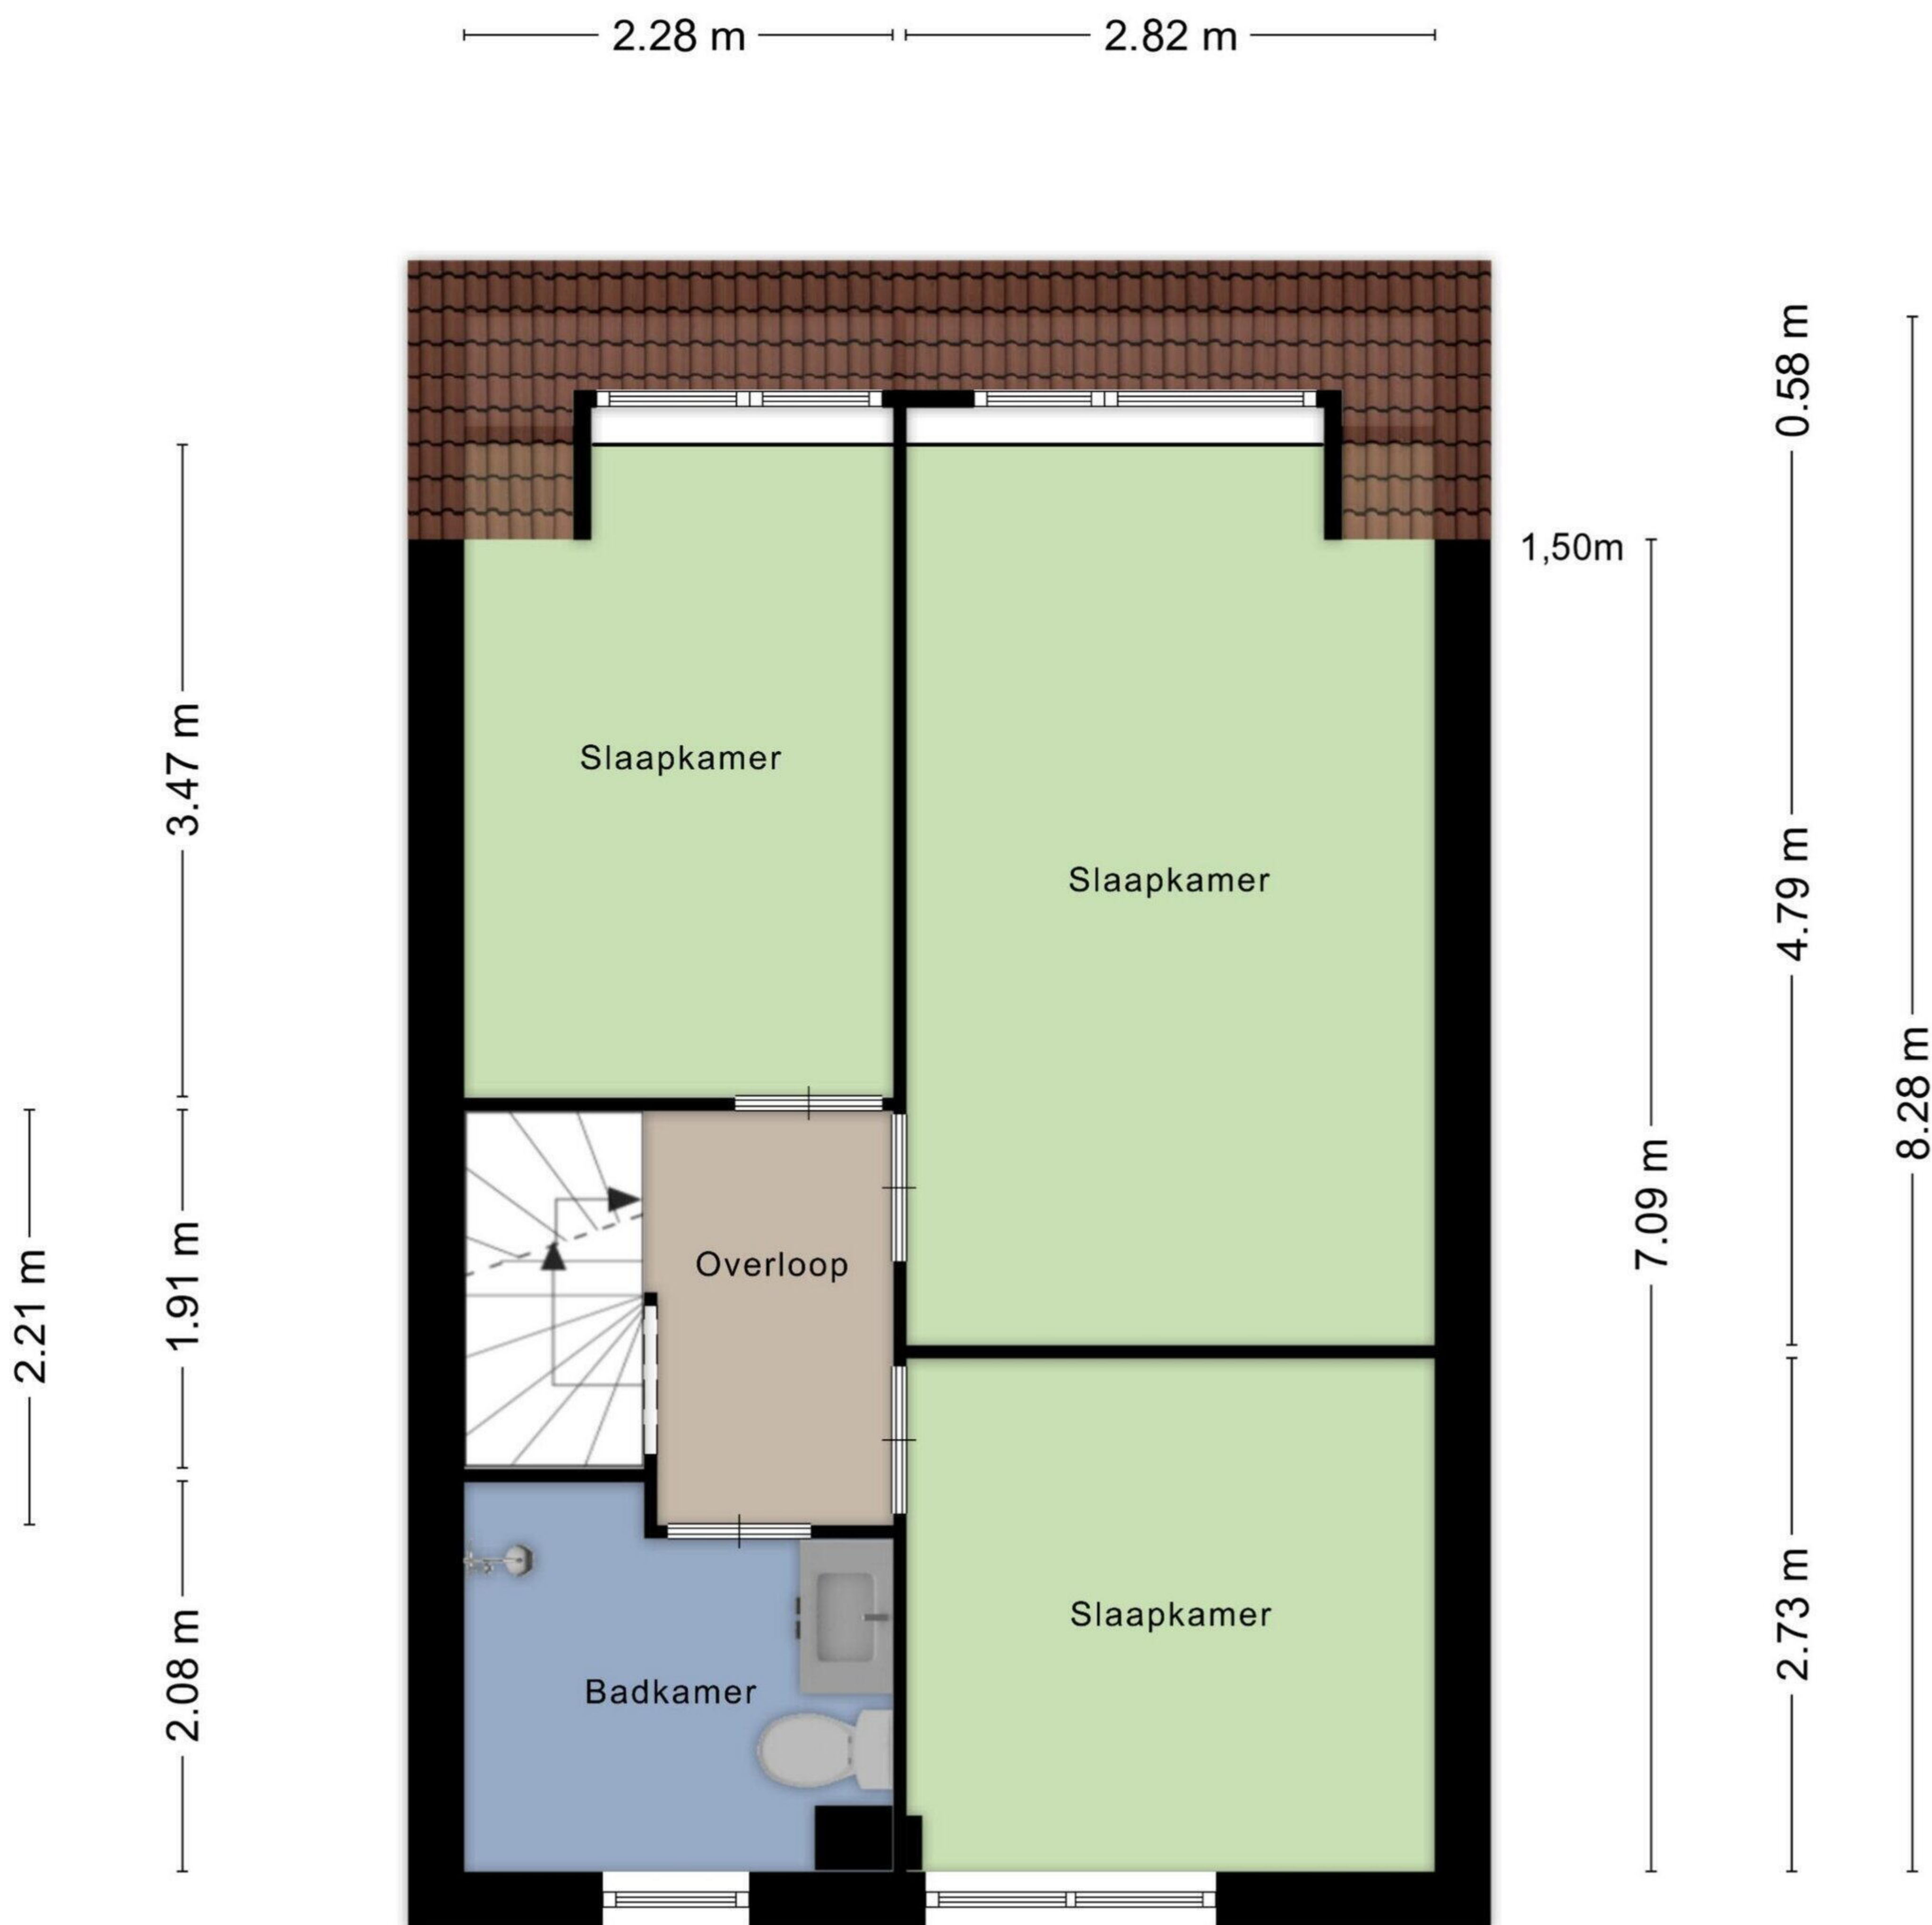 2.28 m
2.82 m
0.58 m
1,50m
3.47 m
Slaapkamer
Slaapkamer
4.79 m
8.28 m
7.09 m
Overloop
1.91 m
2.21 m
Slaapkamer
2.73 m
2.08 m
Badkamer